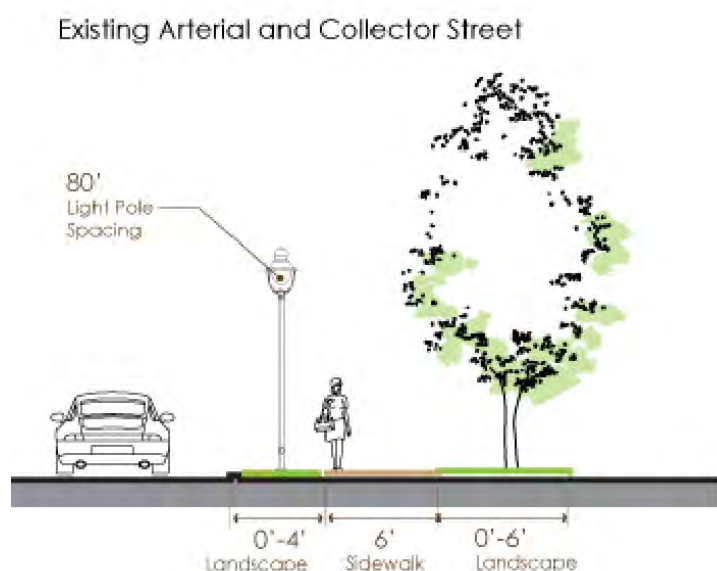 Existing Arterial and Collector Street
80'
Light Pole
Spacing
0'-4'
Landscape
6'
Sidewalk
0'-6'
Landscape